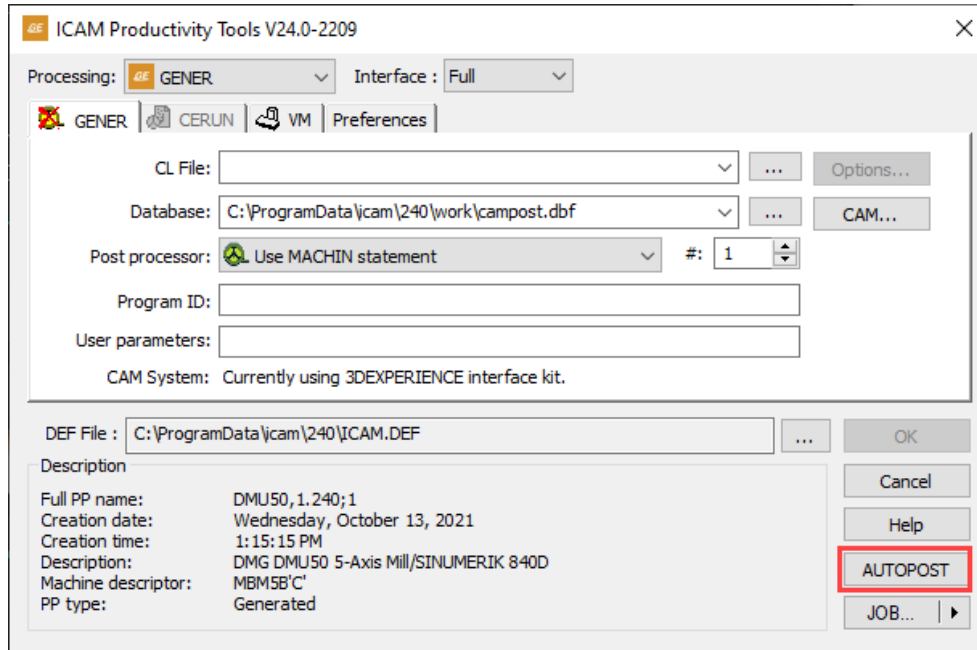 GE ICAM Productivity Tools V24.0-2209
Processing: GE GENER Interface : Full
GENER CERUN VM Preferences
CL File: ... Options...
Database: C:\ProgramData\icam\240\work\campost.dbf ... CAM...
Post processor: Use MACHIN statement #: 1
Program ID:
User parameters:
CAM System: Currently using 3DEXPERIENCE interface kit.
DEF File : C:\ProgramData\icam\240\ICAM.DEF ... OK
Description
Cancel
Full PP name: DMU50,1.240;1
Creation date: Wednesday, October 13, 2021
Help
Creation time: 1:15:15 PM
Description: DMG DMU50 5-Axis Mill/SINUMERIK 840D
AUTOPOST
Machine descriptor: MBM5B'C'
PP type: Generated
JOB...